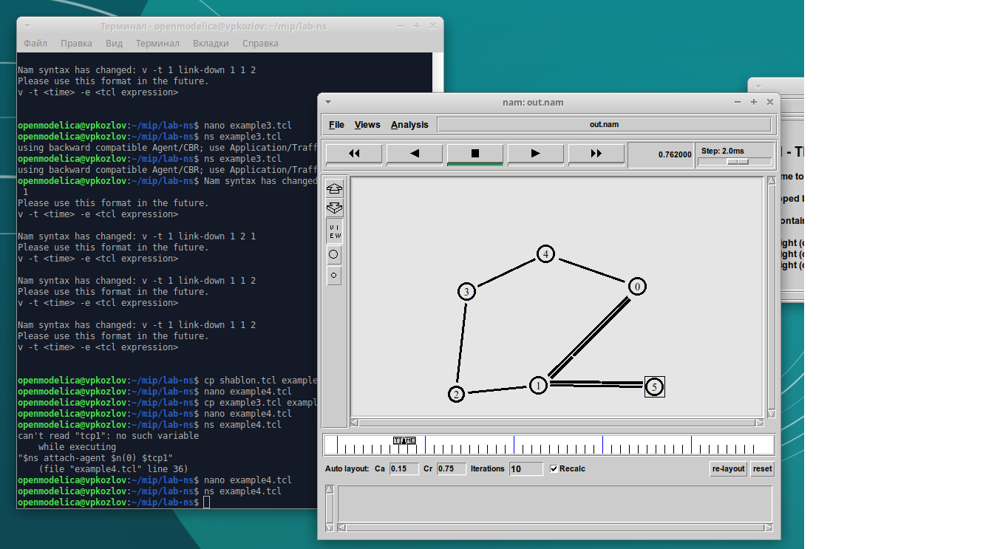 Терминал - openmodelica@vpkozlov: ~/mip/lab-ns
Файл Правка Вид Терминал Вкладки Справка
Nam syntax has changed: v -t 1 link-down 1 1 2
Please use this format in the future.
v -t <time> -e <tcl expression>
openmodelica@vpkozlov:~/mip/lab-ns$ nano example3.tcl
openmodelica@vpkozlov:~/mip/lab-ns$ ns example3.tcl
using backward compatible Agent/CBR; use Application/Traff
openmodelica@vpkozlov:~/mip/lab-ns$ ns example3.tcl
using backward compatible Agent/CBR; use Application/Traff
openmodelica@vpkozlov:~/mip/lab-ns$ Nam syntax has changed
1
Please use this format in the future.
v -t <time> -e <tcl expression>
Nam syntax has changed: v -t 1 link-down 1 2 1
Please use this format in the future.
v -t <time> -e <tcl expression>
Nam syntax has changed: v -t 1 link-down 1 1 2
Please use this format in the future.
v -t <time> -e <tcl expression>
Nam syntax has changed: v -t 1 link-down 1 1 2
Please use this format in the future.
v -t <time> -e <tcl expression>
openmodelica@vpkozlov:~/mip/lab-ns$ cp shablon.tcl example
openmodelica@vpkozlov:~/mip/lab-ns$ nano example4.tcl
openmodelica@vpkozlov:~/mip/lab-ns$ cp example3.tcl exampl
openmodelica@vpkozlov:~/mip/lab-ns$ nano example4.tcl
openmodelica@vpkozlov:~/mip/lab-ns$ ns example4.tcl
can't read "tcp1": no such variable
while executing
"$ns attach-agent $n(0) $tcp1"
(file "example4.tcl" line 36)
openmodelica@vpkozlov:~/mip/lab-ns$ nano example4.tcl
openmodelica@vpkozlov:~/mip/lab-ns$ ns example4.tcl
openmodelica@vpkozlov:~/mip/lab-ns$
nam: out.nam
File Views Analysis out.nam
0.762000 Step: 2.0ms
VI
EW
4
0
3
1
5
2
TIME
Auto layout: Ca 0.15 Cr 0.75 Iterations 10 Recalc re-layout reset
- T
me to
ped b
ontai
ight (c
ight (c
ight (c